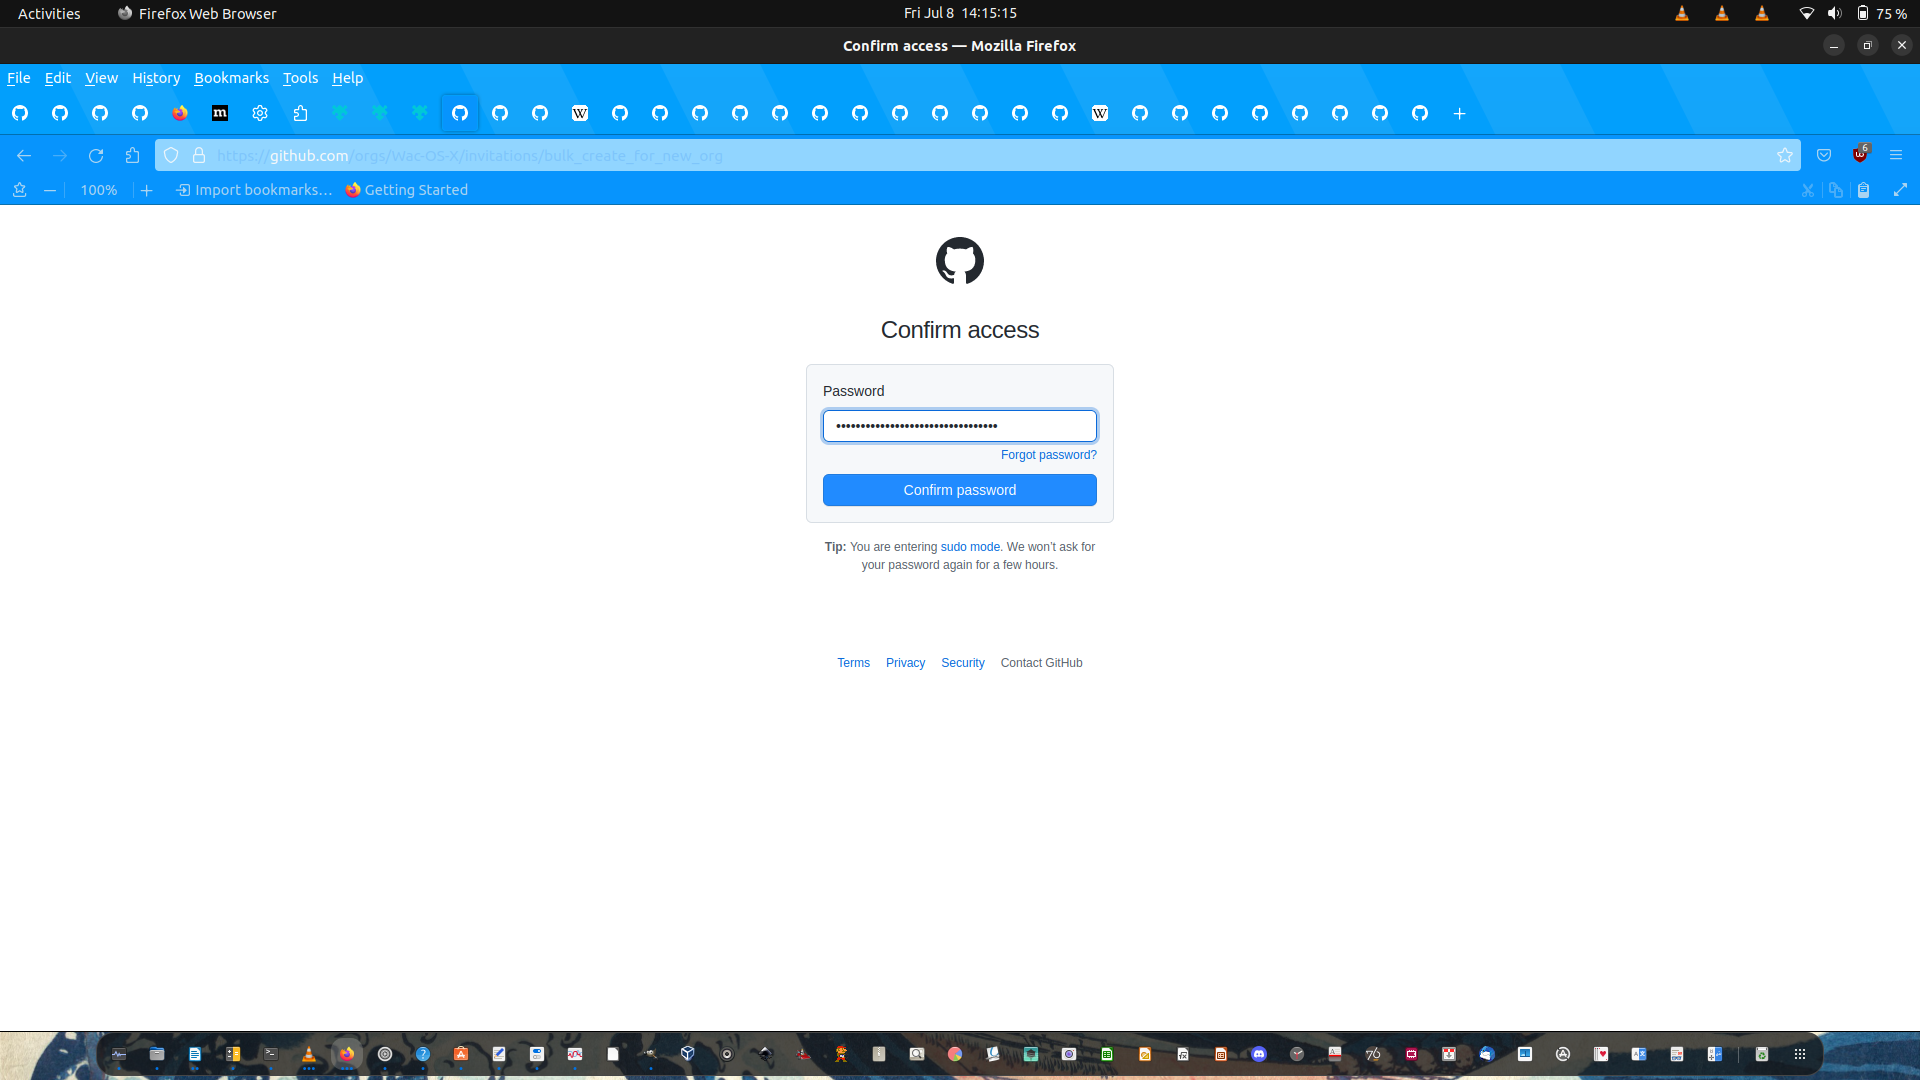 Activities
Firefox Web Browser
Fri Jul 8 14:15:15
75 %
Confirm access — Mozilla Firefox
File Edit View History Bookmarks Tools Help
https://github.com/orgs/Wac-OS-X/invitations/bulk_create_for_new_org
6
100%
Import bookmarks...
Getting Started
Confirm access
Password
••••••••••••••••••••••••••••••••••
Forgot password?
Confirm password
Tip: You are entering sudo mode. We won't ask for
your password again for a few hours.
Terms Privacy Security Contact GitHub